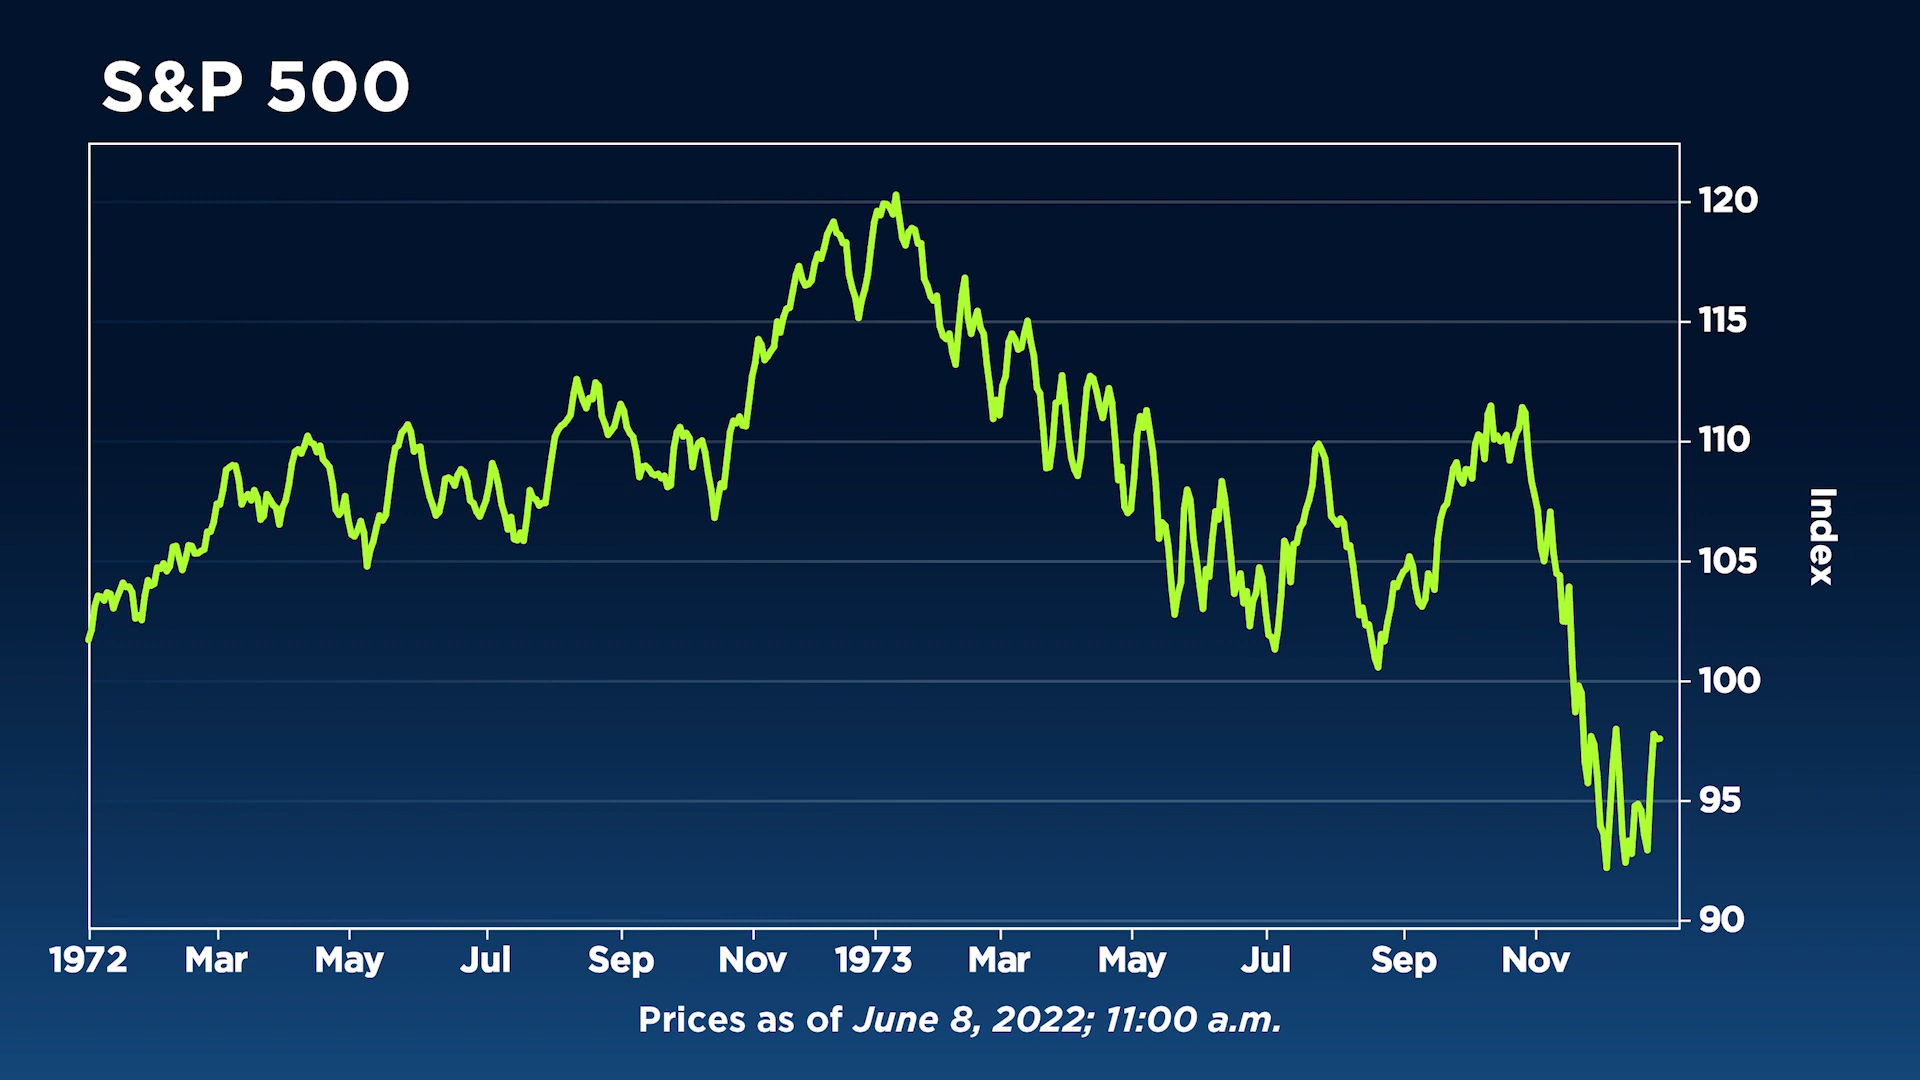 S&P 500
120
115
110
105
100
95
90
Index
1972 Mar May Jul Sep Nov 1973 Mar May Jul Sep Nov
Prices as of June 8, 2022; 11:00 a.m.